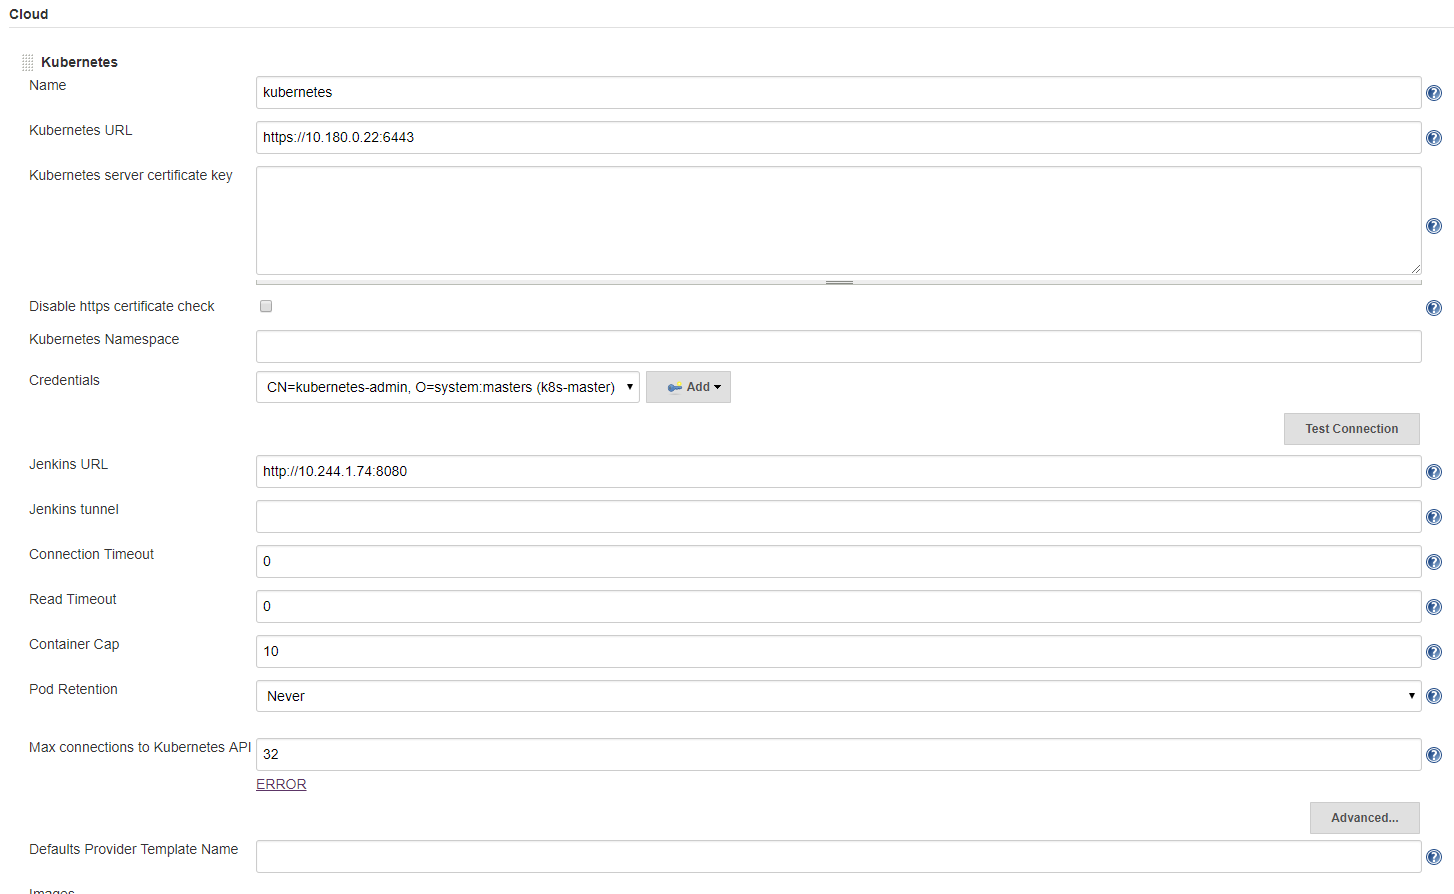 Cloud
Kubernetes
Name
kubernetes
Kubernetes URL
https://10.180.0.22:6443
Kubernetes server certificate key
Disable https certificate check
Kubernetes Namespace
Credentials
CN=kubernetes-admin, O=system:masters (k8s-master)
Add
Test Connection
Jenkins URL
http://10.244.1.74:8080
Jenkins tunnel
Connection Timeout
0
Read Timeout
0
Container Cap
10
Pod Retention
Never
Max connections to Kubernetes API
32
ERROR
Advanced...
Defaults Provider Template Name
Images